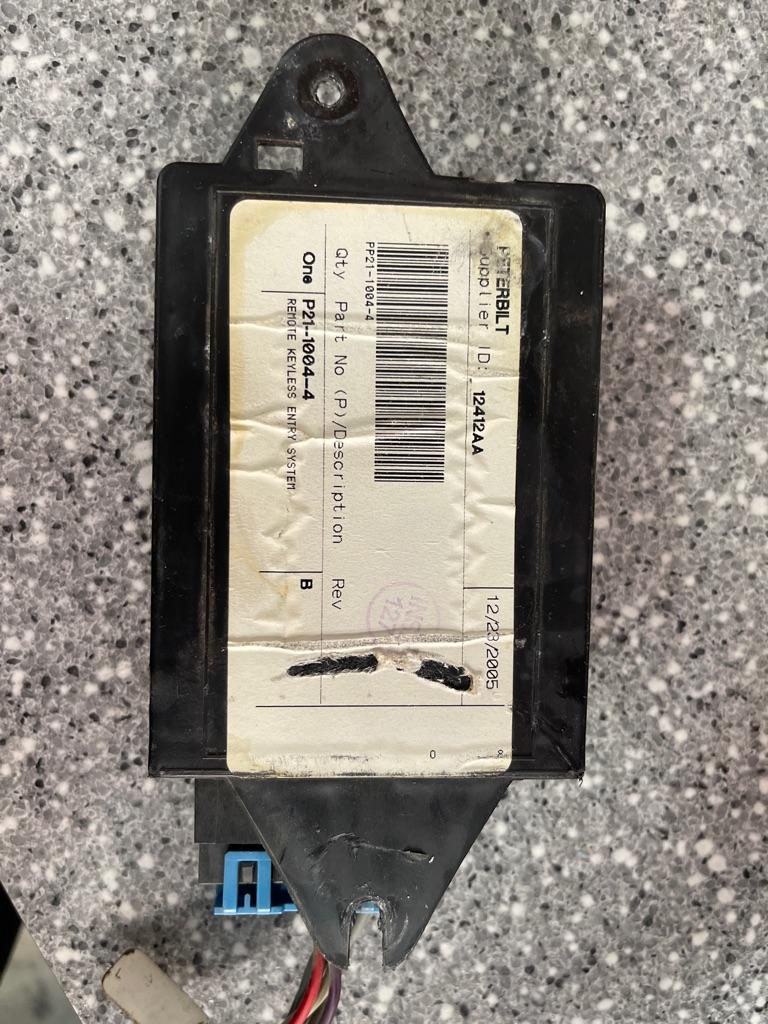 PETERBILT
Supplier ID: 12412AA
12/23/2005
PP21-1004-4
Qty Part No (P)/Description Rev
One P21-1004-4 B
REMOTE KEYLESS ENTRY SYSTEM